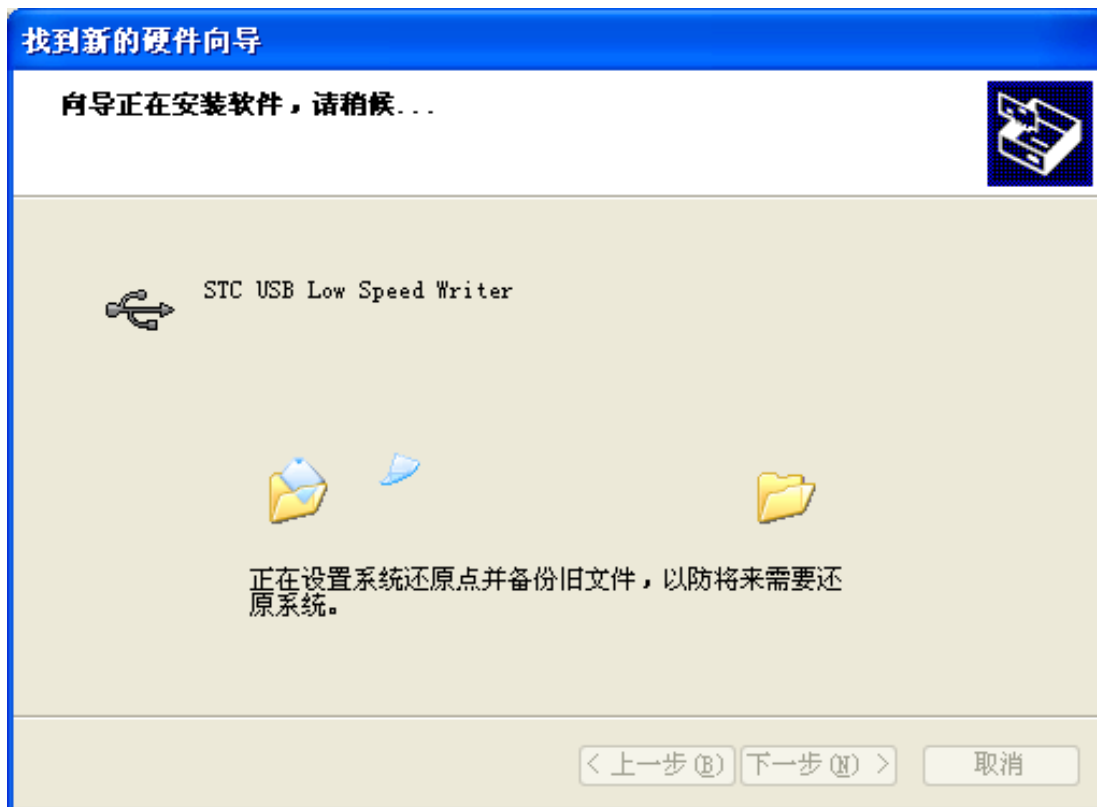 找到新的硬件向导
向导正在安装软件，请稍候...
STC USB Low Speed Writer
正在设置系统还原点并备份旧文件，以防将来需要还
原系统。
< 上一步(B) 下一步(N) > 取消